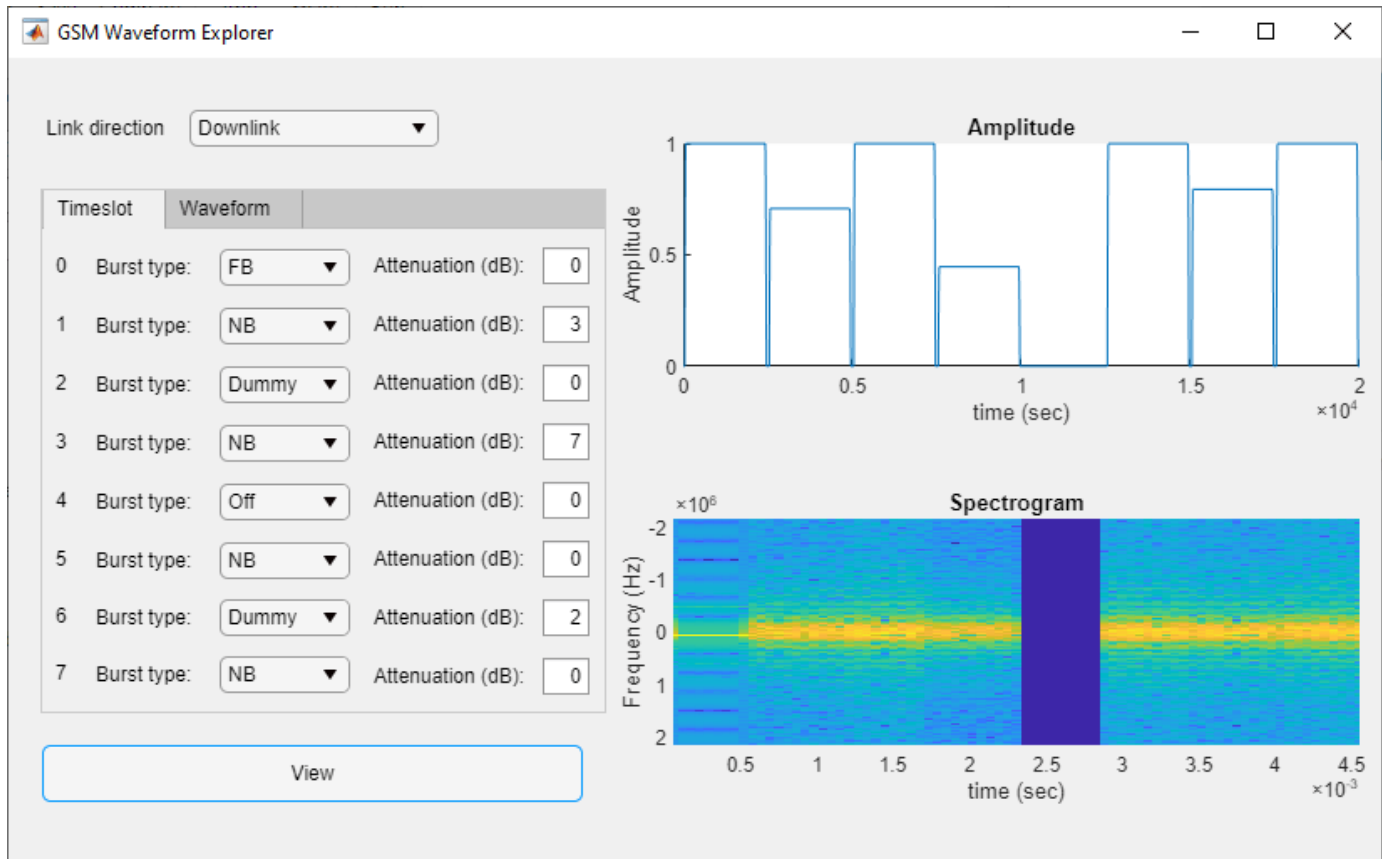 GSM Waveform Explorer
Link direction Downlink
Timeslot Waveform
0 Burst type: FB Attenuation (dB): 0
1 Burst type: NB Attenuation (dB): 3
2 Burst type: Dummy Attenuation (dB): 0
3 Burst type: NB Attenuation (dB): 7
4 Burst type: Off Attenuation (dB): 0
5 Burst type: NB Attenuation (dB): 0
6 Burst type: Dummy Attenuation (dB): 2
7 Burst type: NB Attenuation (dB): 0
View
Amplitude
Amplitude
1
0.5
0
0 0.5 1 1.5 2
time (sec) ×10⁴
×10⁶ Spectrogram
Frequency (Hz)
-2
-1
0
1
2
0.5 1 1.5 2 2.5 3 3.5 4 4.5
time (sec) ×10⁻³